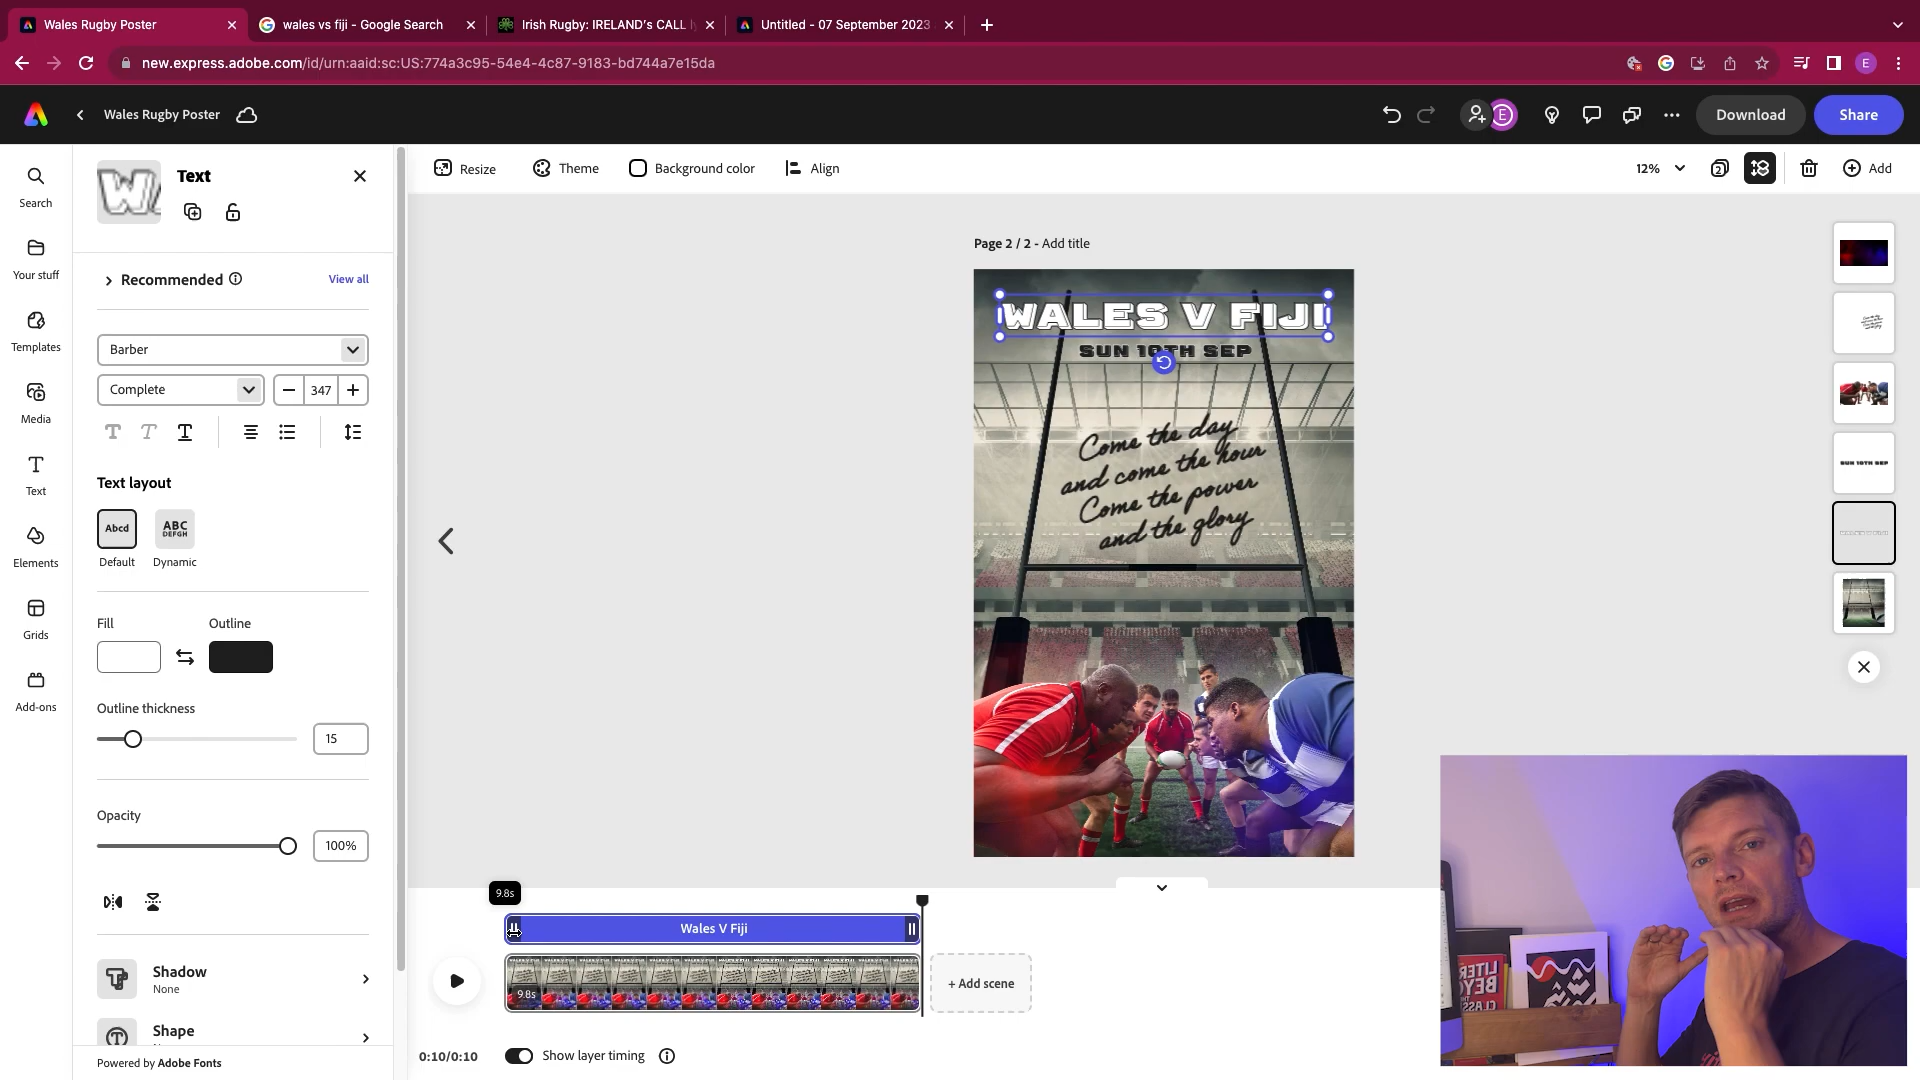 Wales Rugby Poster
wales vs fiji - Google Search
Irish Rugby: IRELAND'S CALL
Untitled - 07 September 2023
new.express.adobe.com/id/urn:aaid:sc:US:774a3c95-54e4-4c87-9183-bd744a7e15da
E
Wales Rugby Poster
E
Download
Share
Search
Your stuff
Templates
Media
Text
Elements
Grids
Add-ons
Text
Recommended
View all
Barber
Complete
347
Text layout
Abcd
ABC
DEFGH
Default
Dynamic
Fill
Outline
Outline thickness
15
Opacity
100%
Shadow
None
Shape
Powered by Adobe Fonts
Resize
Theme
Background color
Align
12%
2
Add
Page 2 / 2 - Add title
WALES V FIJI
SUN 10TH SEP
Come the day
and come the hour
Come the power
and the glory
SUN 10TH SEP
9.8s
Wales V Fiji
9.8s
+ Add scene
0:10/0:10
Show layer timing